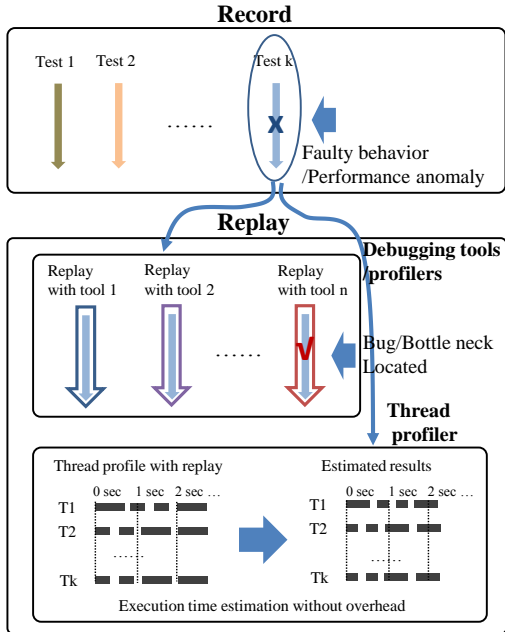 Record
Test 1
Test 2
Test k
……
X
Faulty behavior
/Performance anomaly
Replay
Debugging tools
/profilers
Replay
with tool 1
Replay
with tool 2
Replay
with tool n
……
√
Bug/Bottle neck
Located
Thread
profiler
Thread profile with replay
0 sec 1 sec 2 sec …
T1
T2
……
Tk
Estimated results
0 sec 1 sec 2 sec …
T1
T2
……
Tk
Execution time estimation without overhead